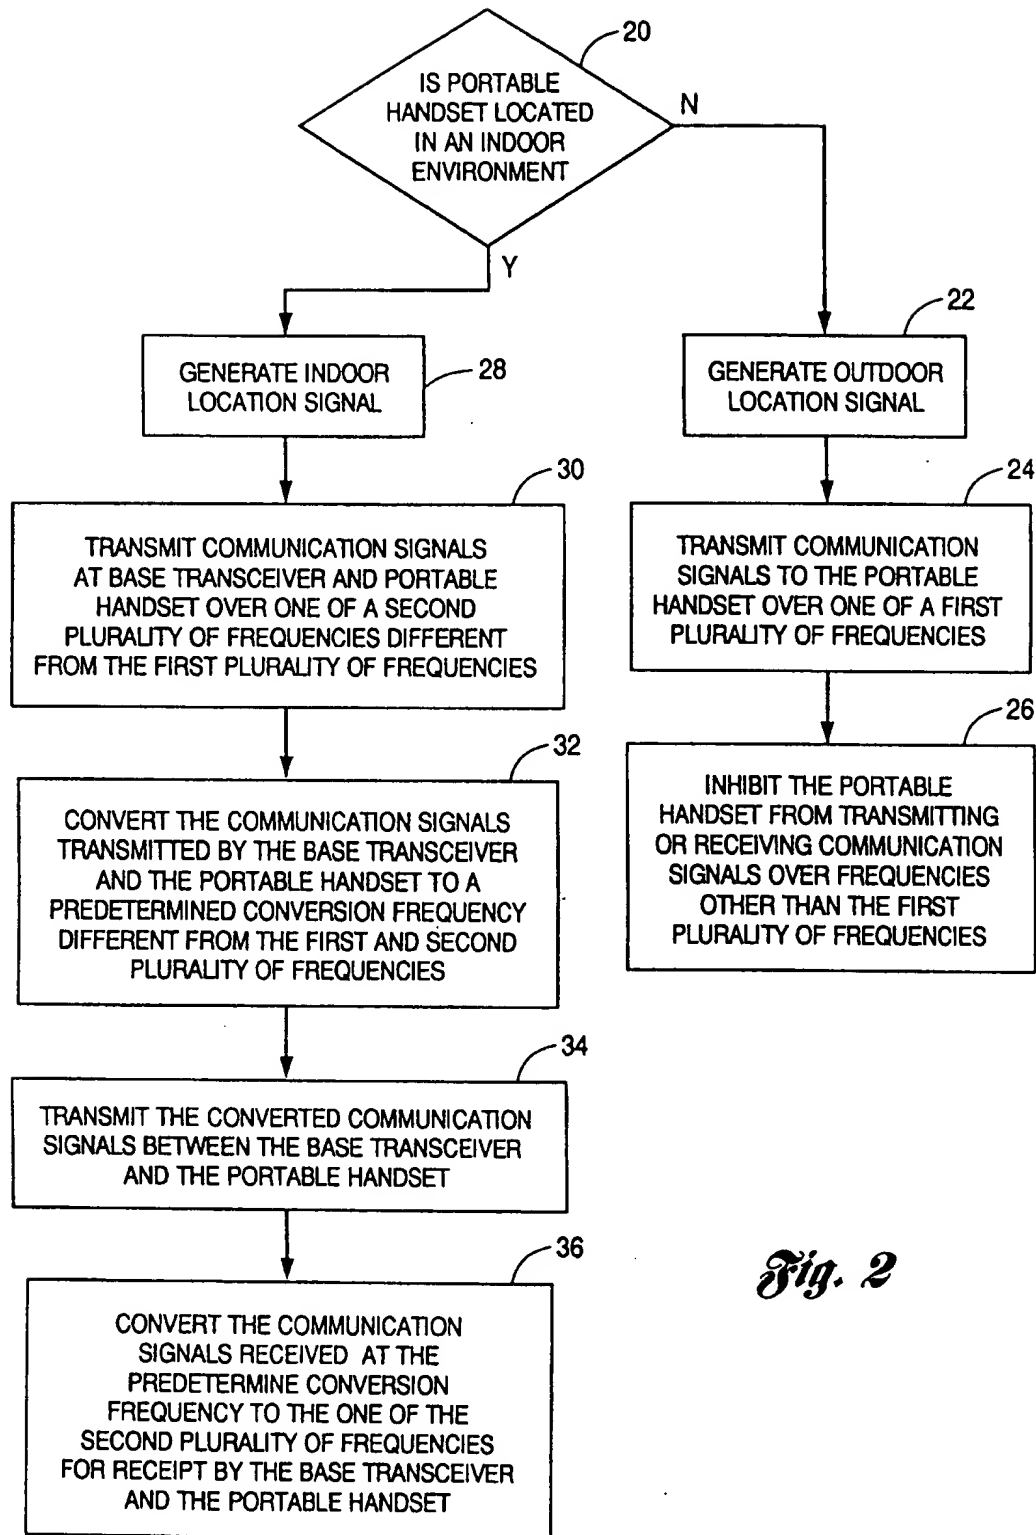 20
IS PORTABLE
HANDSET LOCATED
IN AN INDOOR
ENVIRONMENT
N
Y
22
GENERATE INDOOR
LOCATION SIGNAL
28
GENERATE OUTDOOR
LOCATION SIGNAL
30
TRANSMIT COMMUNICATION SIGNALS
AT BASE TRANSCEIVER AND PORTABLE
HANDSET OVER ONE OF A SECOND
PLURALITY OF FREQUENCIES DIFFERENT
FROM THE FIRST PLURALITY OF FREQUENCIES
24
TRANSMIT COMMUNICATION
SIGNALS TO THE PORTABLE
HANDSET OVER ONE OF A FIRST
PLURALITY OF FREQUENCIES
32
CONVERT THE COMMUNICATION SIGNALS
TRANSMITTED BY THE BASE TRANSCEIVER
AND THE PORTABLE HANDSET TO A
PREDETERMINED CONVERSION FREQUENCY
DIFFERENT FROM THE FIRST AND SECOND
PLURALITY OF FREQUENCIES
26
INHIBIT THE PORTABLE
HANDSET FROM TRANSMITTING
OR RECEIVING COMMUNICATION
SIGNALS OVER FREQUENCIES
OTHER THAN THE FIRST
PLURALITY OF FREQUENCIES
34
TRANSMIT THE CONVERTED COMMUNICATION
SIGNALS BETWEEN THE BASE TRANSCEIVER
AND THE PORTABLE HANDSET
36
CONVERT THE COMMUNICATION
SIGNALS RECEIVED AT THE
PREDETERMINE CONVERSION
FREQUENCY TO THE ONE OF THE
SECOND PLURALITY OF FREQUENCIES
FOR RECEIPT BY THE BASE TRANSCEIVER
AND THE PORTABLE HANDSET
Fig. 2